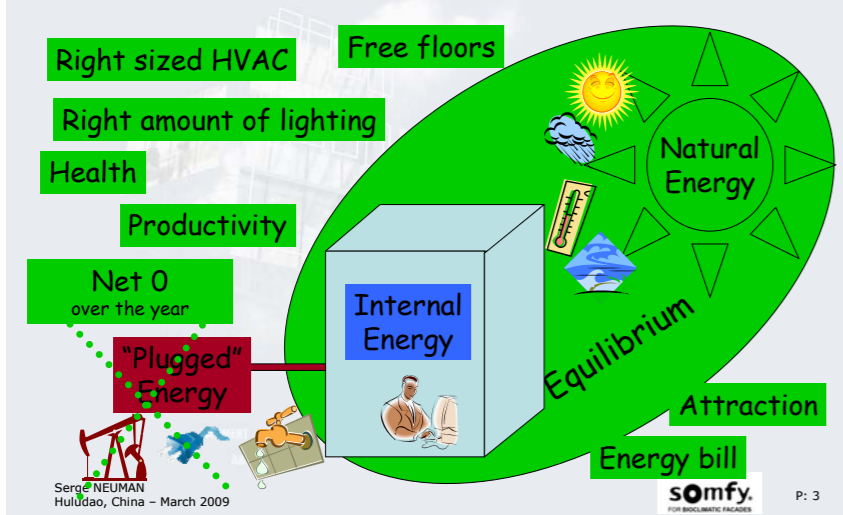 Right sized HVAC
Free floors
Right amount of lighting
Health
Productivity
Net 0
over the year
"Plugged"
Energy
Internal
Energy
Natural
Energy
Equilibrium
Attraction
Energy bill
Serge NEUMAN
Huludao, China – March 2009
somfy.
FOR BIOCLIMATIC FACADES
P: 3